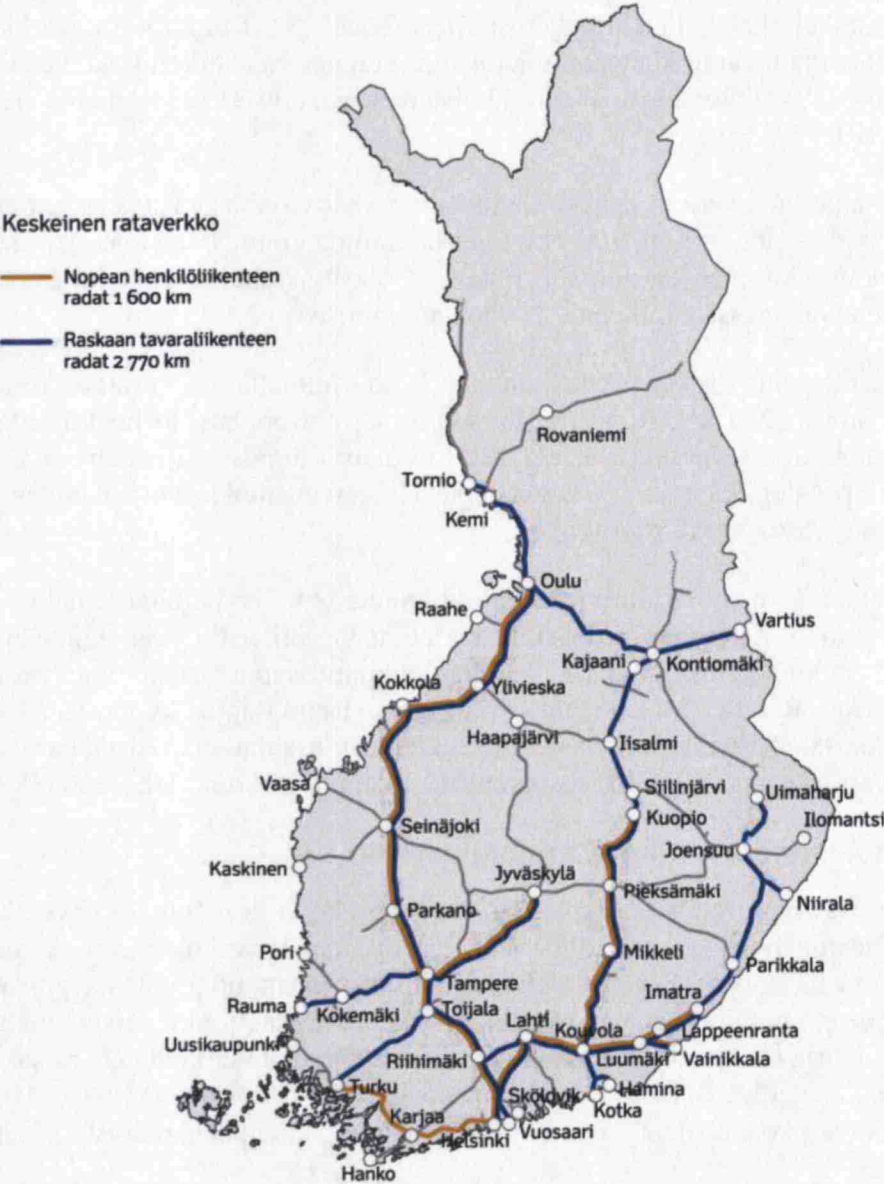 Keskeinen rataverkko
Nopean henkilöliikenteen
radat 1 600 km
Raskaan tavaraliikenteen
radat 2 770 km
Rovaniemi
Tornio
Kemi
Oulu
Raahe
Vartius
Kajaani
Kontiomäki
Kokkola
Ylivieska
Haapajärvi
Iisalmi
Vaasa
Siilinjärvi
Uimaharju
Kuopio
Ilomantsi
Seinäjoki
Joensuu
Kaskinen
Jyväskylä
Pieksämäki
Niirala
Parkano
Pori
Mikkeli
Parikkala
Tampere
Imatra
Rauma
Kokemäki
Toijala
Lahti
Kouvola
Lappeenranta
Uusikaupunki
Riihimäki
Luumäki
Vainikkala
Turku
Sköldvik
Hamina
Kotka
Karjaa
Helsinki
Vuosaari
Hanko